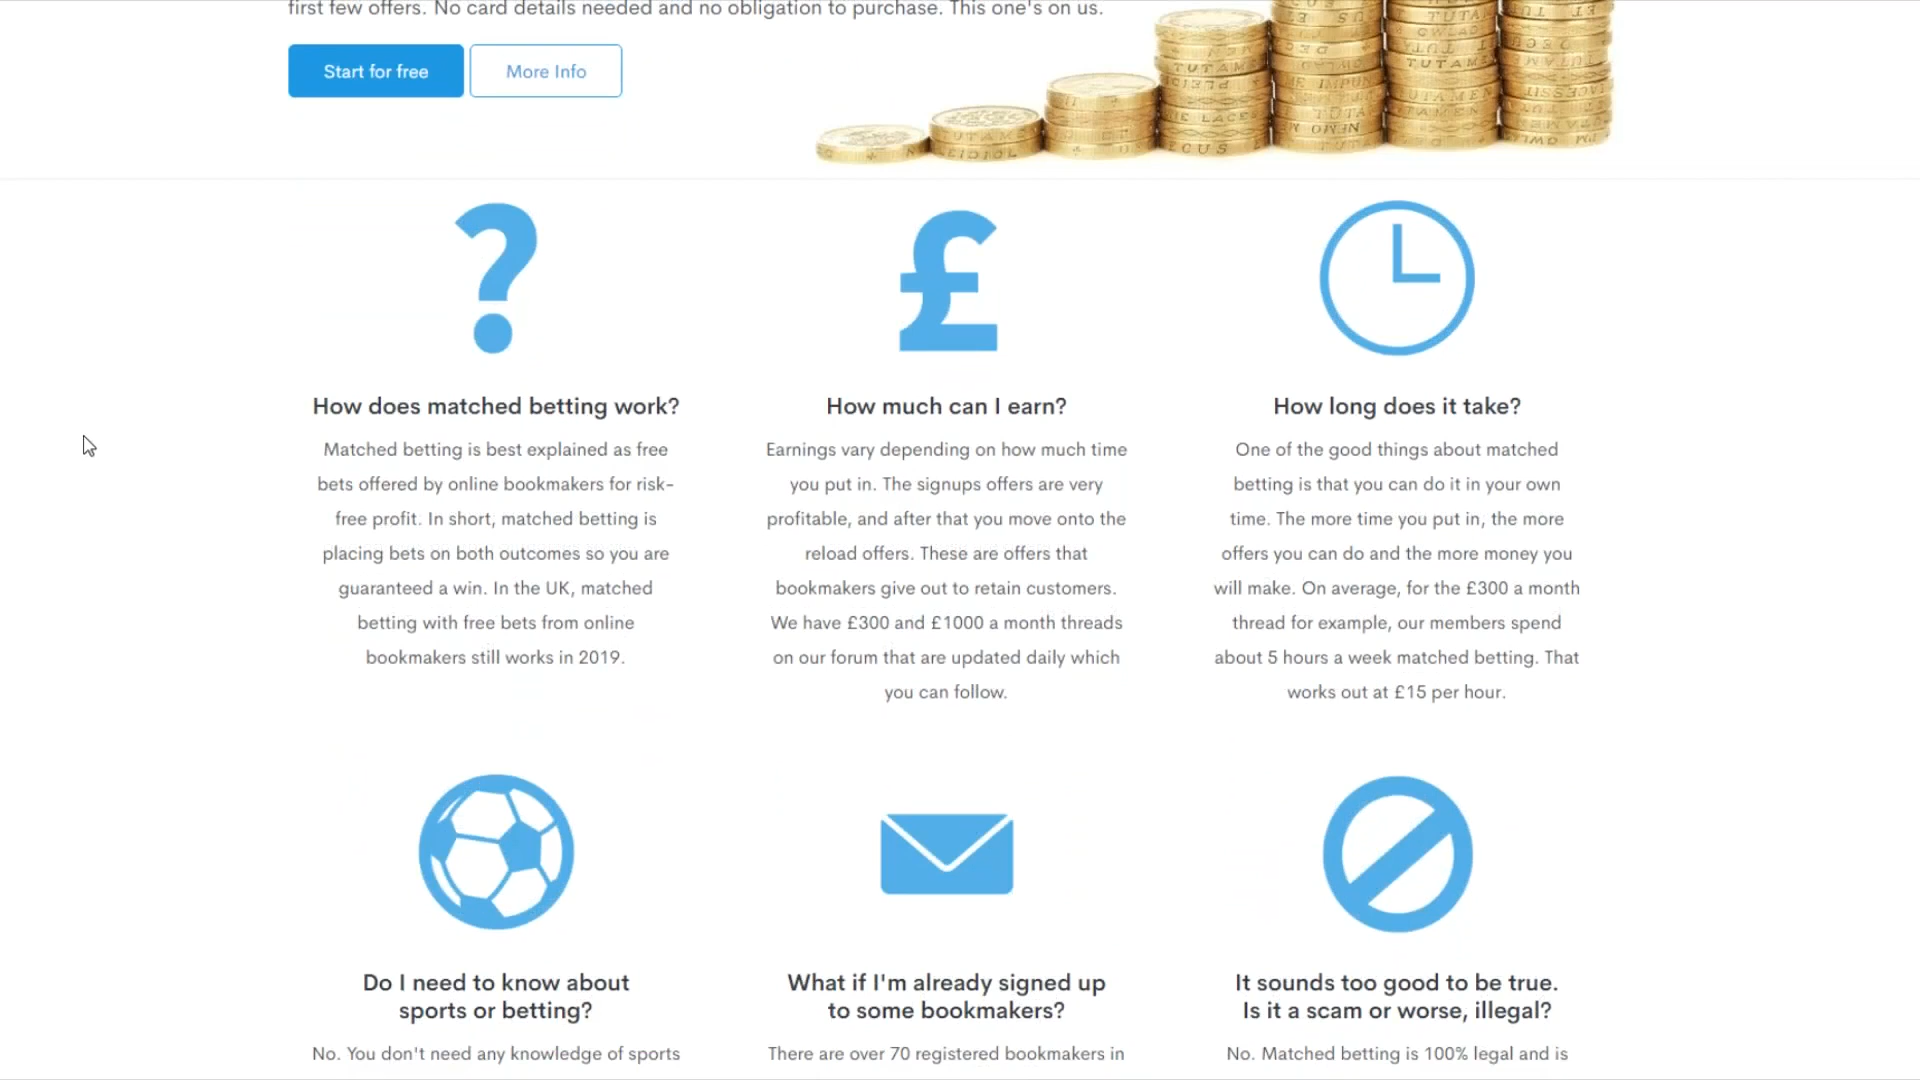 first few offers. No card details needed and no obligation to purchase. This one's on us.
Start for free
More Info
How does matched betting work?
Matched betting is best explained as free
bets offered by online bookmakers for risk-
free profit. In short, matched betting is
placing bets on both outcomes so you are
guaranteed a win. In the UK, matched
betting with free bets from online
bookmakers still works in 2019.
How much can I earn?
Earnings vary depending on how much time
you put in. The signups offers are very
profitable, and after that you move onto the
reload offers. These are offers that
bookmakers give out to retain customers.
We have £300 and £1000 a month threads
on our forum that are updated daily which
you can follow.
How long does it take?
One of the good things about matched
betting is that you can do it in your own
time. The more time you put in, the more
offers you can do and the more money you
will make. On average, for the £300 a month
thread for example, our members spend
about 5 hours a week matched betting. That
works out at £15 per hour.
Do I need to know about
sports or betting?
No. You don't need any knowledge of sports
What if I'm already signed up
to some bookmakers?
There are over 70 registered bookmakers in
It sounds too good to be true.
Is it a scam or worse, illegal?
No. Matched betting is 100% legal and is